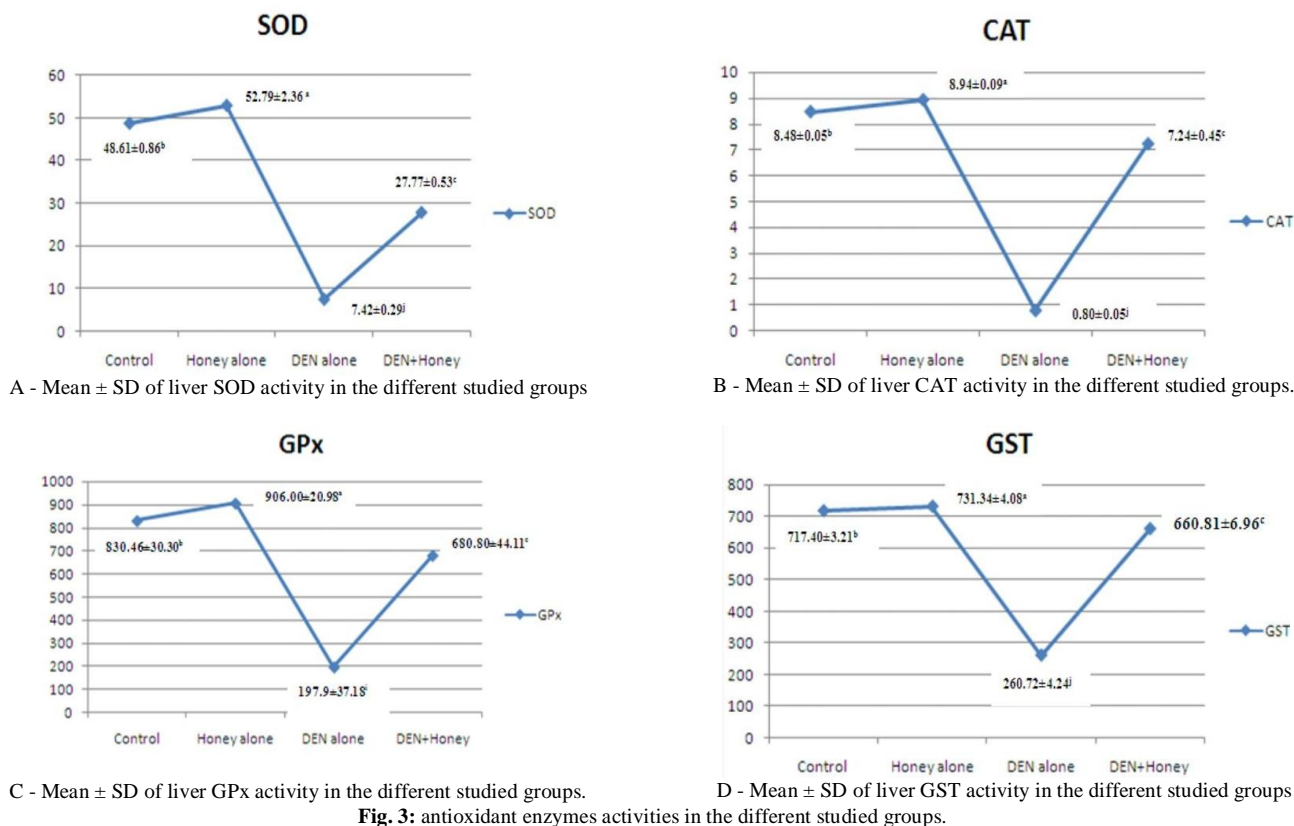 SOD
60
50
40
30
20
10
0
52.79±2.36 ᵃ
48.61±0.86ᵇ
27.77±0.53ᶜ
7.42±0.29ʲ
SOD
Control Honey alone DEN alone DEN+Honey
A - Mean ± SD of liver SOD activity in the different studied groups
CAT
10
9
8
7
6
5
4
3
2
1
0
8.94±0.09ᵃ
8.48±0.05ᵇ
7.24±0.45ᶜ
0.80±0.05ʲ
CAT
Control Honey alone DEN alone DEN+Honey
B - Mean ± SD of liver CAT activity in the different studied groups.
GPx
1000
900
800
700
600
500
400
300
200
100
0
906.00±20.98ᵃ
830.46±30.30ᵇ
680.80±44.11ᶜ
197.9±37.18ʲ
GPx
Control Honey alone DEN alone DEN+Honey
C - Mean ± SD of liver GPx activity in the different studied groups.
GST
800
700
600
500
400
300
200
100
0
731.34±4.08ᵃ
717.40±3.21ᵇ
660.81±6.96ᶜ
260.72±4.24ʲ
GST
Control Honey alone DEN alone DEN+Honey
D - Mean ± SD of liver GST activity in the different studied groups
Fig. 3: antioxidant enzymes activities in the different studied groups.